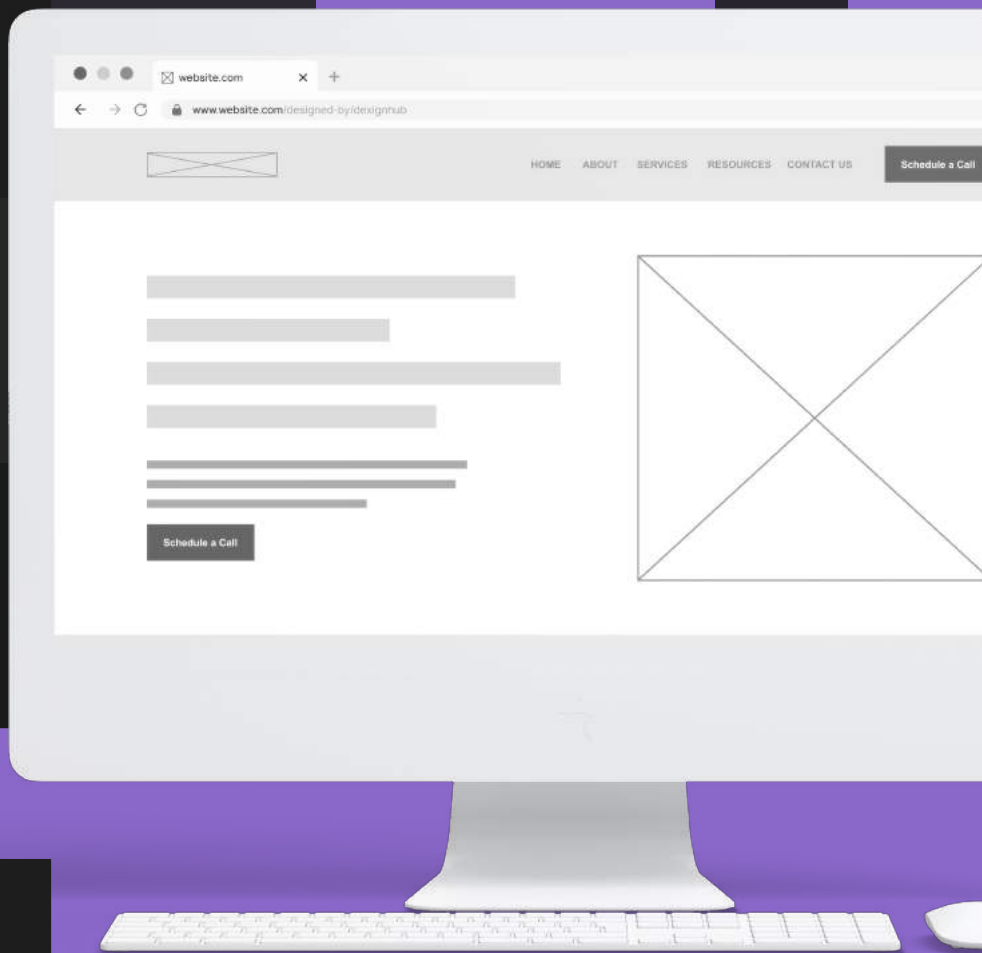 website.com
www.website.com/designed-by/dexignhub
HOME ABOUT SERVICES RESOURCES CONTACT US Schedule a Call
Schedule a Call